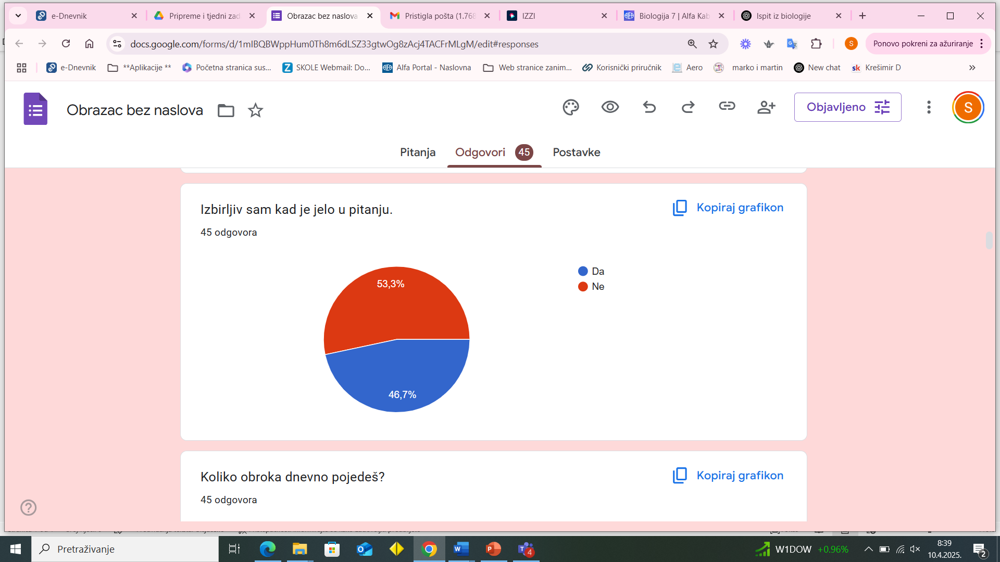 e-Dnevnik
Pripreme i tjedni zad
Obrazac bez naslova
Pristigla pošta (1.768
IZZI
Biologija 7 | Alfa Kab
Ispit iz biologije
docs.google.com/forms/d/1mIBQBWppHum0Th8m6dLSZ33gtwOg8zAcj4TACFrMLgM/edit#responses
S
Ponovo pokreni za ažuriranje
e-Dnevnik
**Aplikacije **
Početna stranica sus...
SKOLE Webmail: Do...
Alfa Portal - Naslovna
Web stranice zanim...
Korisnički priručnik
Aero
marko i martin
New chat
sk Krešimir D
Obrazac bez naslova
Objavljeno
S
Pitanja
Odgovori 45
Postavke
Izbirljiv sam kad je jelo u pitanju.
Kopiraj grafikon
45 odgovora
Da
Ne
53,3%
46,7%
Koliko obroka dnevno pojedeš?
Kopiraj grafikon
45 odgovora
Pretraživanje
4
W1DOW +0.96%
8:39
10.4.2025.
2